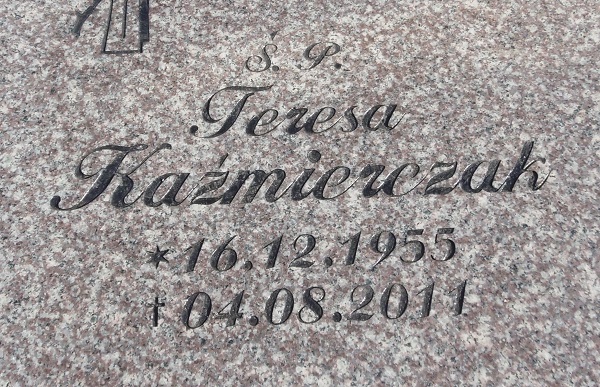 Ś. P.
Teresa
Kaźmierczak
* 16.12.1955
† 04.08.2011